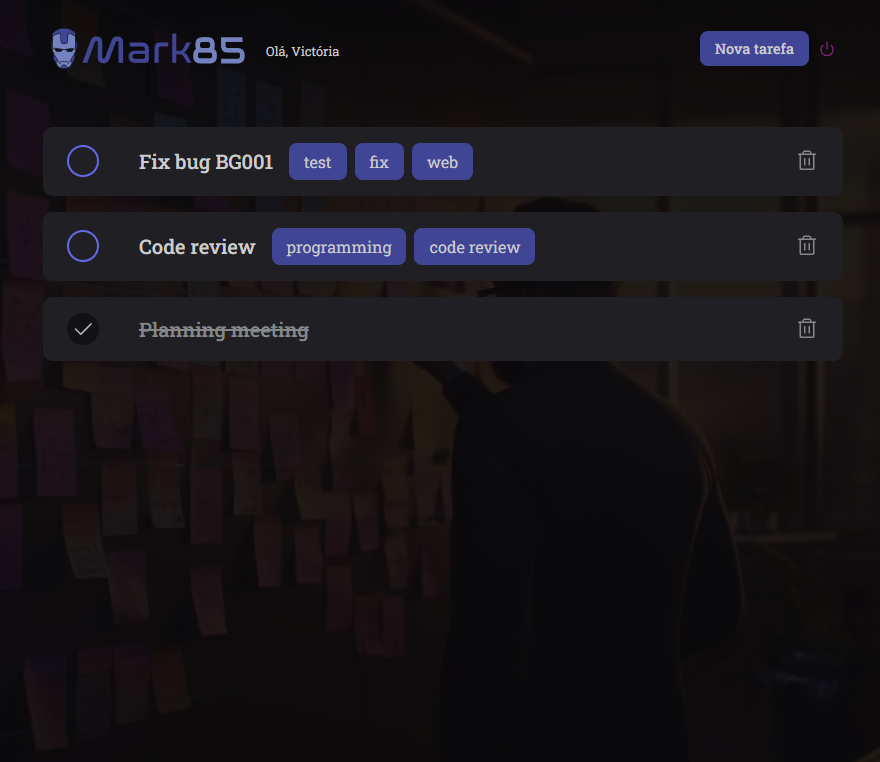 Mark85 Olá, Victória Nova tarefa
Fix bug BG001 test fix web
Code review programming code review
Planning meeting